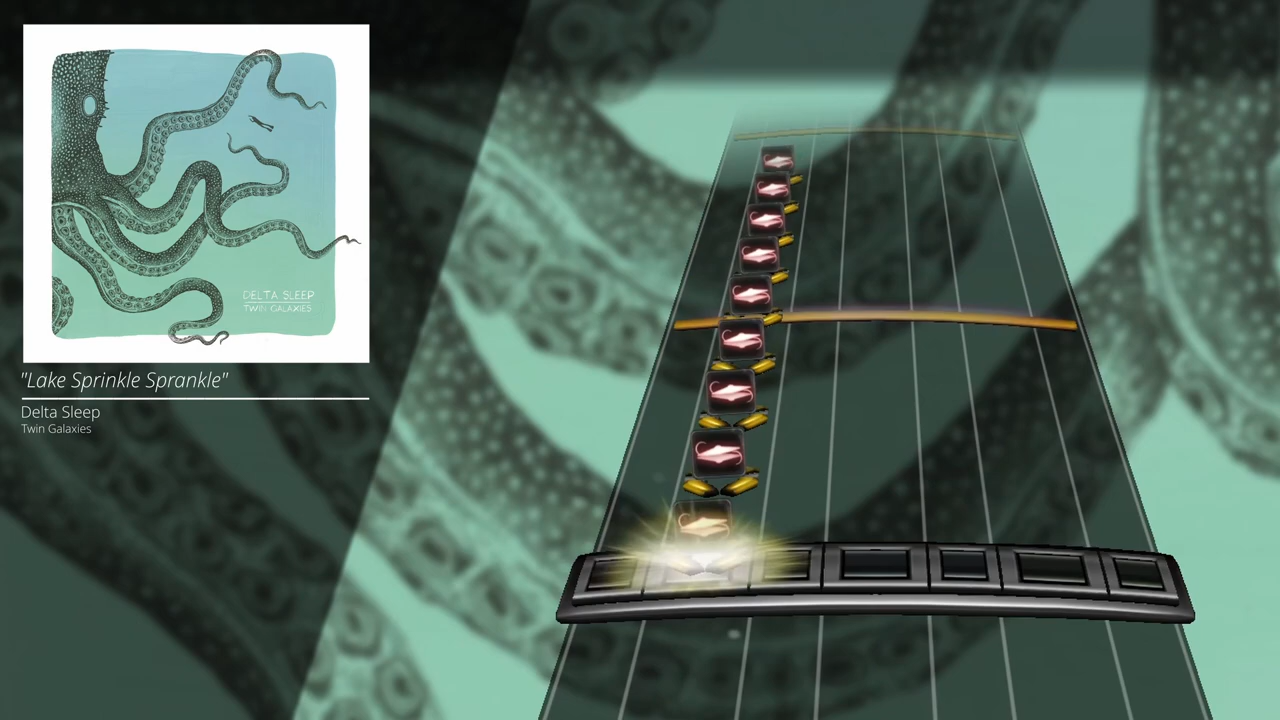 DELTA SLEEP
TWIN GALAXIES
"Lake Sprinkle Sprankle"
Delta Sleep
Twin Galaxies